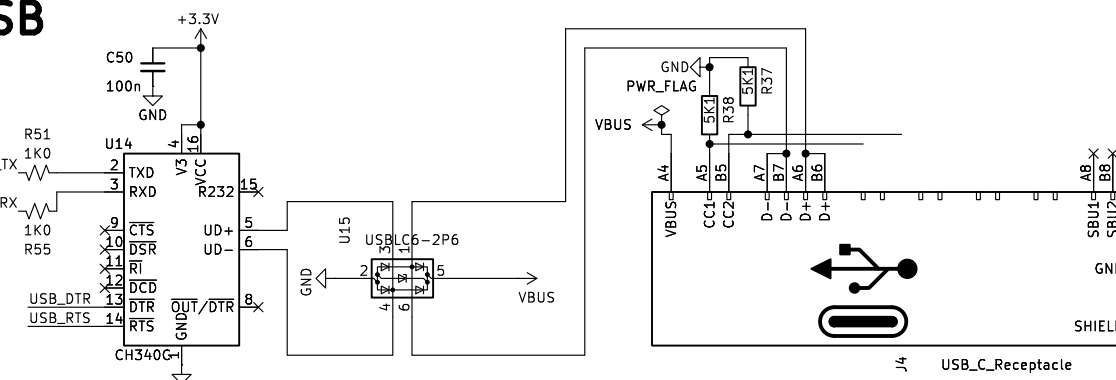 SB
+3.3V
C50
100n
GND
R51
1K0
_TX
RX
1K0
R55
U14
4
16
V3
VCC
2 TXD
3 RXD
R232 15
9 CTS
10 DSR
11 RI
12 DCD
USB_DTR 13 DTR
USB_RTS 14 RTS
UD+ 5
UD- 6
OUT/DTR 8
GND
1
CH340G
U15
USBLC6-2P6
3 1
GND 2 5 VBUS
4 6
GND
PWR_FLAG
VBUS
5K1 R38
5K1 R37
A4 A5 B5 A7 B7 A6 B6 A8 B8
VBUS CC1 CC2 D- D- D+ D+ SBU1 SBU2
GN
SHIEL
J4
USB_C_Receptacle